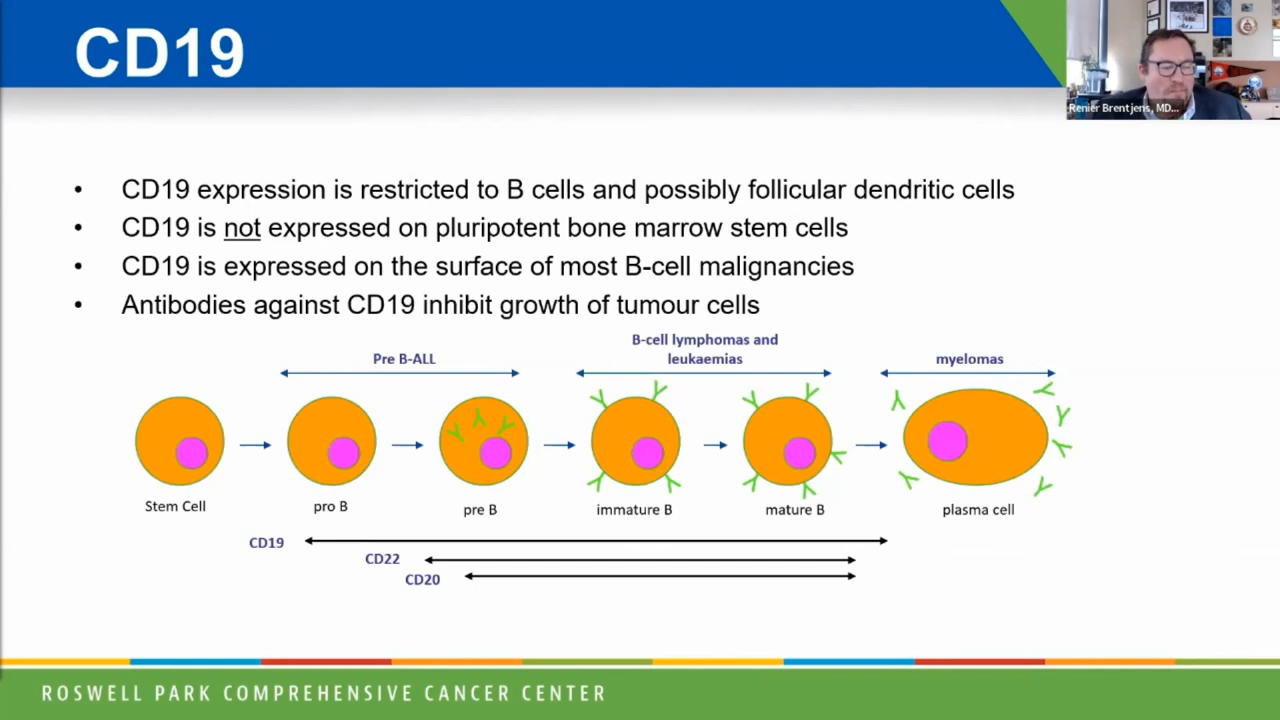 CD19
Renier Brentjens, MD...
• CD19 expression is restricted to B cells and possibly follicular dendritic cells
• CD19 is not expressed on pluripotent bone marrow stem cells
• CD19 is expressed on the surface of most B-cell malignancies
• Antibodies against CD19 inhibit growth of tumour cells
Pre B-ALL
B-cell lymphomas and
leukaemias
myelomas
Stem Cell
pro B
pre B
immature B
mature B
plasma cell
CD19
CD22
CD20
ROSWELL PARK COMPREHENSIVE CANCER CENTER